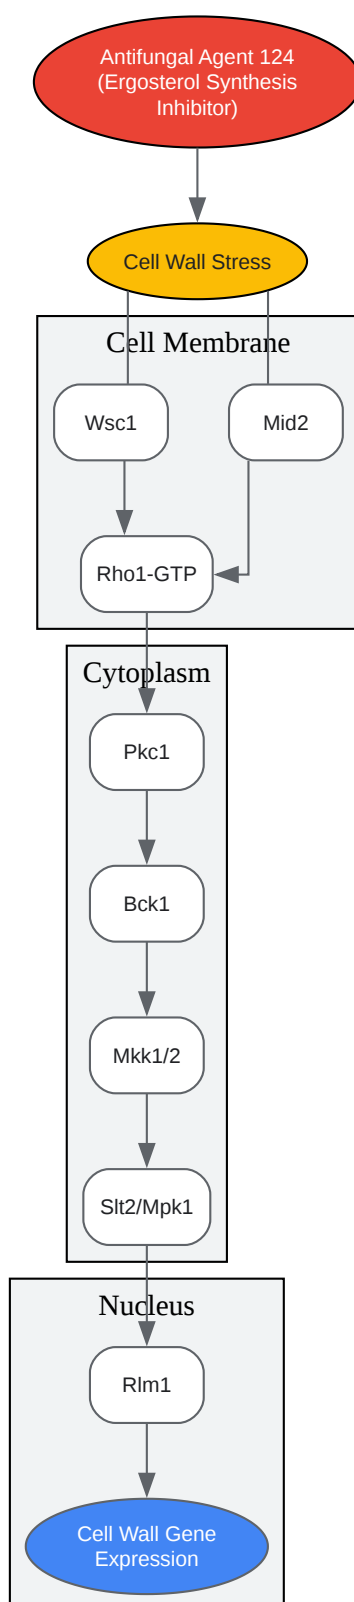 Antifungal Agent 124
(Ergosterol Synthesis
Inhibitor)
Cell Wall Stress
Cell Membrane
Wsc1
Mid2
Rho1-GTP
Cytoplasm
Pkc1
Bck1
Mkk1/2
Slt2/Mpk1
Nucleus
Rlm1
Cell Wall Gene
Expression